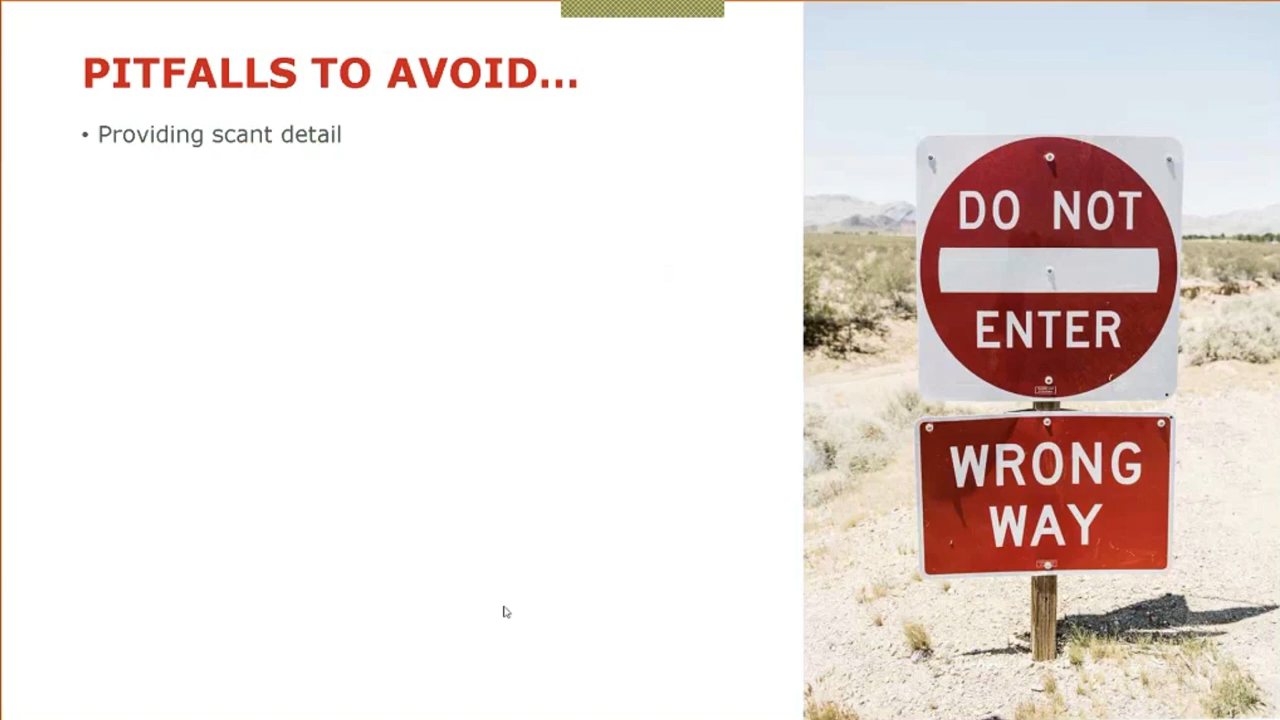 PITFALLS TO AVOID...
• Providing scant detail
DO NOT
ENTER
WRONG
WAY